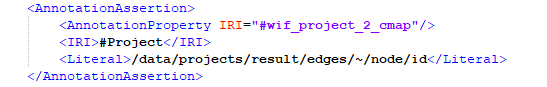 <AnnotationAssertion>
<AnnotationProperty IRI="#wif_project_2_cmap"/>
<IRI>#Project</IRI>
<Literal>/data/projects/result/edges/~/node/id</Literal>
</AnnotationAssertion>